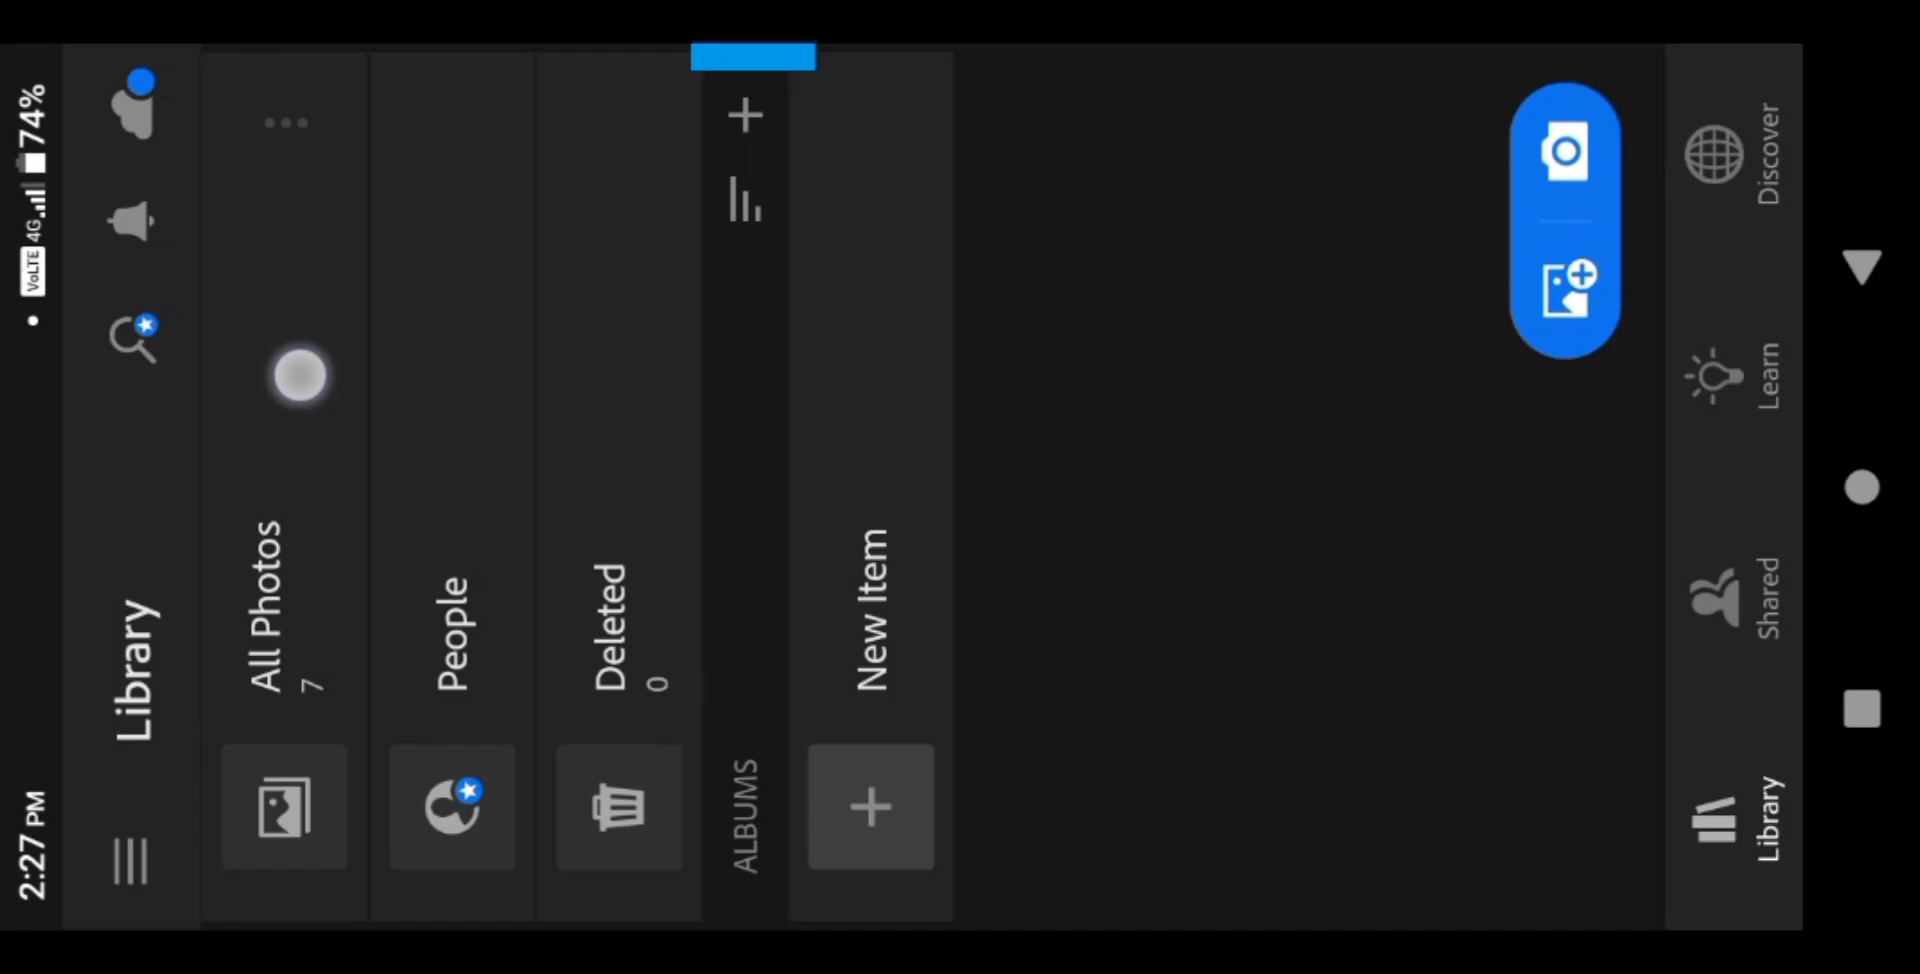 2:27 PM
VoLTE 4G 74%
Library
All Photos
7
People
Deleted
0
ALBUMS
New Item
Library
Shared
Learn
Discover